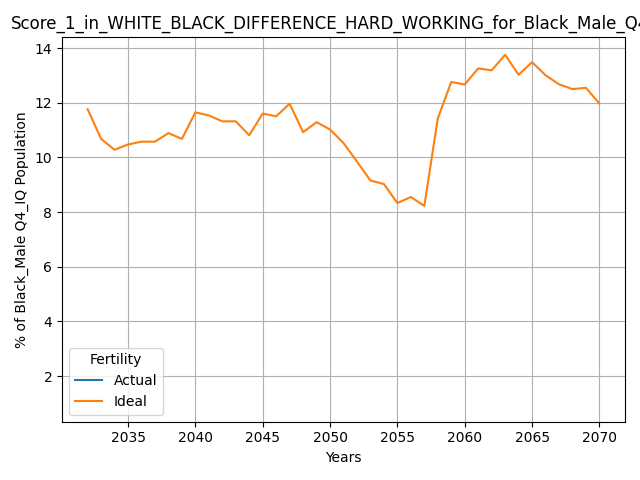 Score_1_in_WHITE_BLACK_DIFFERENCE_HARD_WORKING_for_Black_Male_Q4
14
12
10
8
6
4
2
% of Black_Male Q4_IQ Population
Fertility
Actual
Ideal
2035 2040 2045 2050 2055 2060 2065 2070
Years